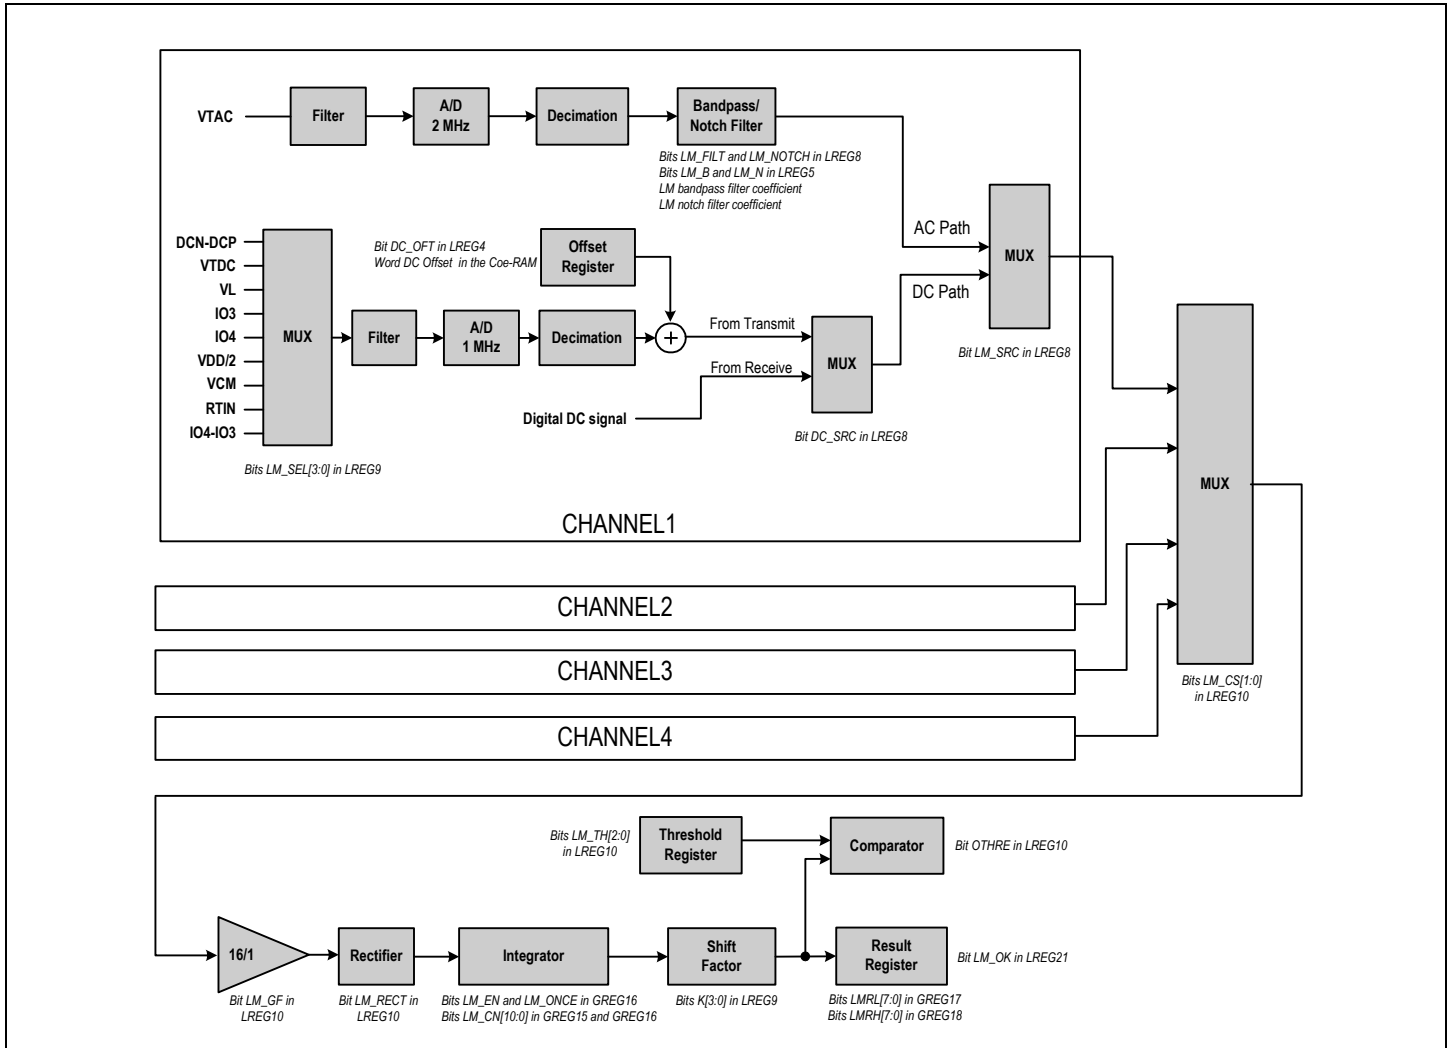 VTAC
Filter
A/D
2 MHz
Decimation
Bandpass/
Notch Filter
Bits LM_FILT and LM_NOTCH in LREG8
Bits LM_B and LM_N in LREG5
LM bandpass filter coefficient
LM notch filter coefficient
DCN-DCP
VTDC
VL
IO3
IO4
VDD/2
VCM
RTIN
IO4-IO3
MUX
Bits LM_SEL[3:0] in LREG9
Filter
A/D
1 MHz
Decimation
Bit DC_OFT in LREG4
Word DC Offset in the Coe-RAM
Offset
Register
+
From Transmit
From Receive
Digital DC signal
MUX
Bit DC_SRC in LREG8
AC Path
DC Path
MUX
Bit LM_SRC in LREG8
CHANNEL1
CHANNEL2
CHANNEL3
CHANNEL4
MUX
Bits LM_CS[1:0]
in LREG10
Bits LM_TH[2:0]
in LREG10
Threshold
Register
Comparator
Bit OTHRE in LREG10
16/1
Bit LM_GF in
LREG10
Rectifier
Bit LM_RECT in
LREG10
Integrator
Bits LM_EN and LM_ONCE in GREG16
Bits LM_CN[10:0] in GREG15 and GREG16
Shift
Factor
Bits K[3:0] in LREG9
Result
Register
Bit LM_OK in LREG21
Bits LMRL[7:0] in GREG17
Bits LMRH[7:0] in GREG18